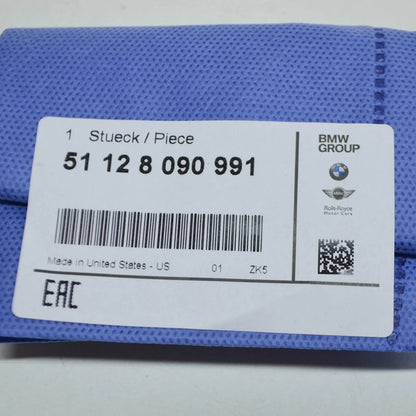 1 Stueck / Piece
51 12 8 090 991
Made in United States - US 01 ZK5
EAC
BMW
GROUP
Rolls-Royce
Motor Cars